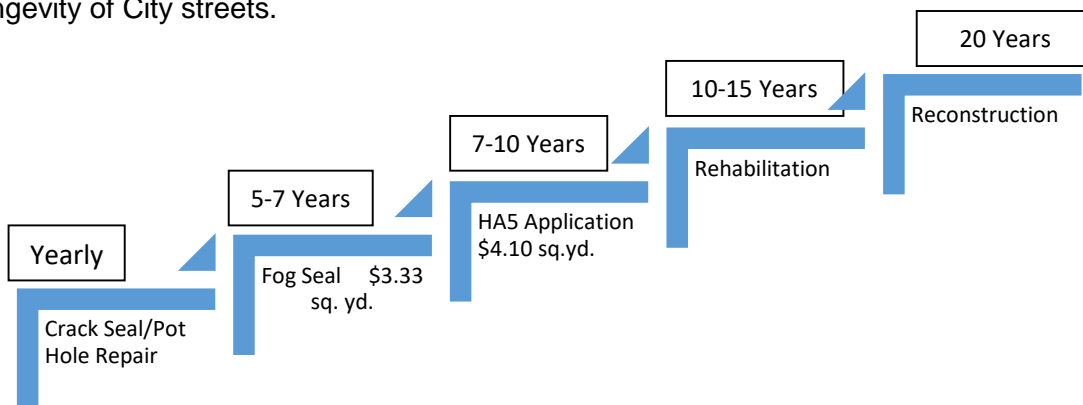 ngevity of City streets.
Yearly
Crack Seal/Pot
Hole Repair
5-7 Years
Fog Seal $3.33
sq. yd.
7-10 Years
HA5 Application
$4.10 sq.yd.
10-15 Years
Rehabilitation
20 Years
Reconstruction